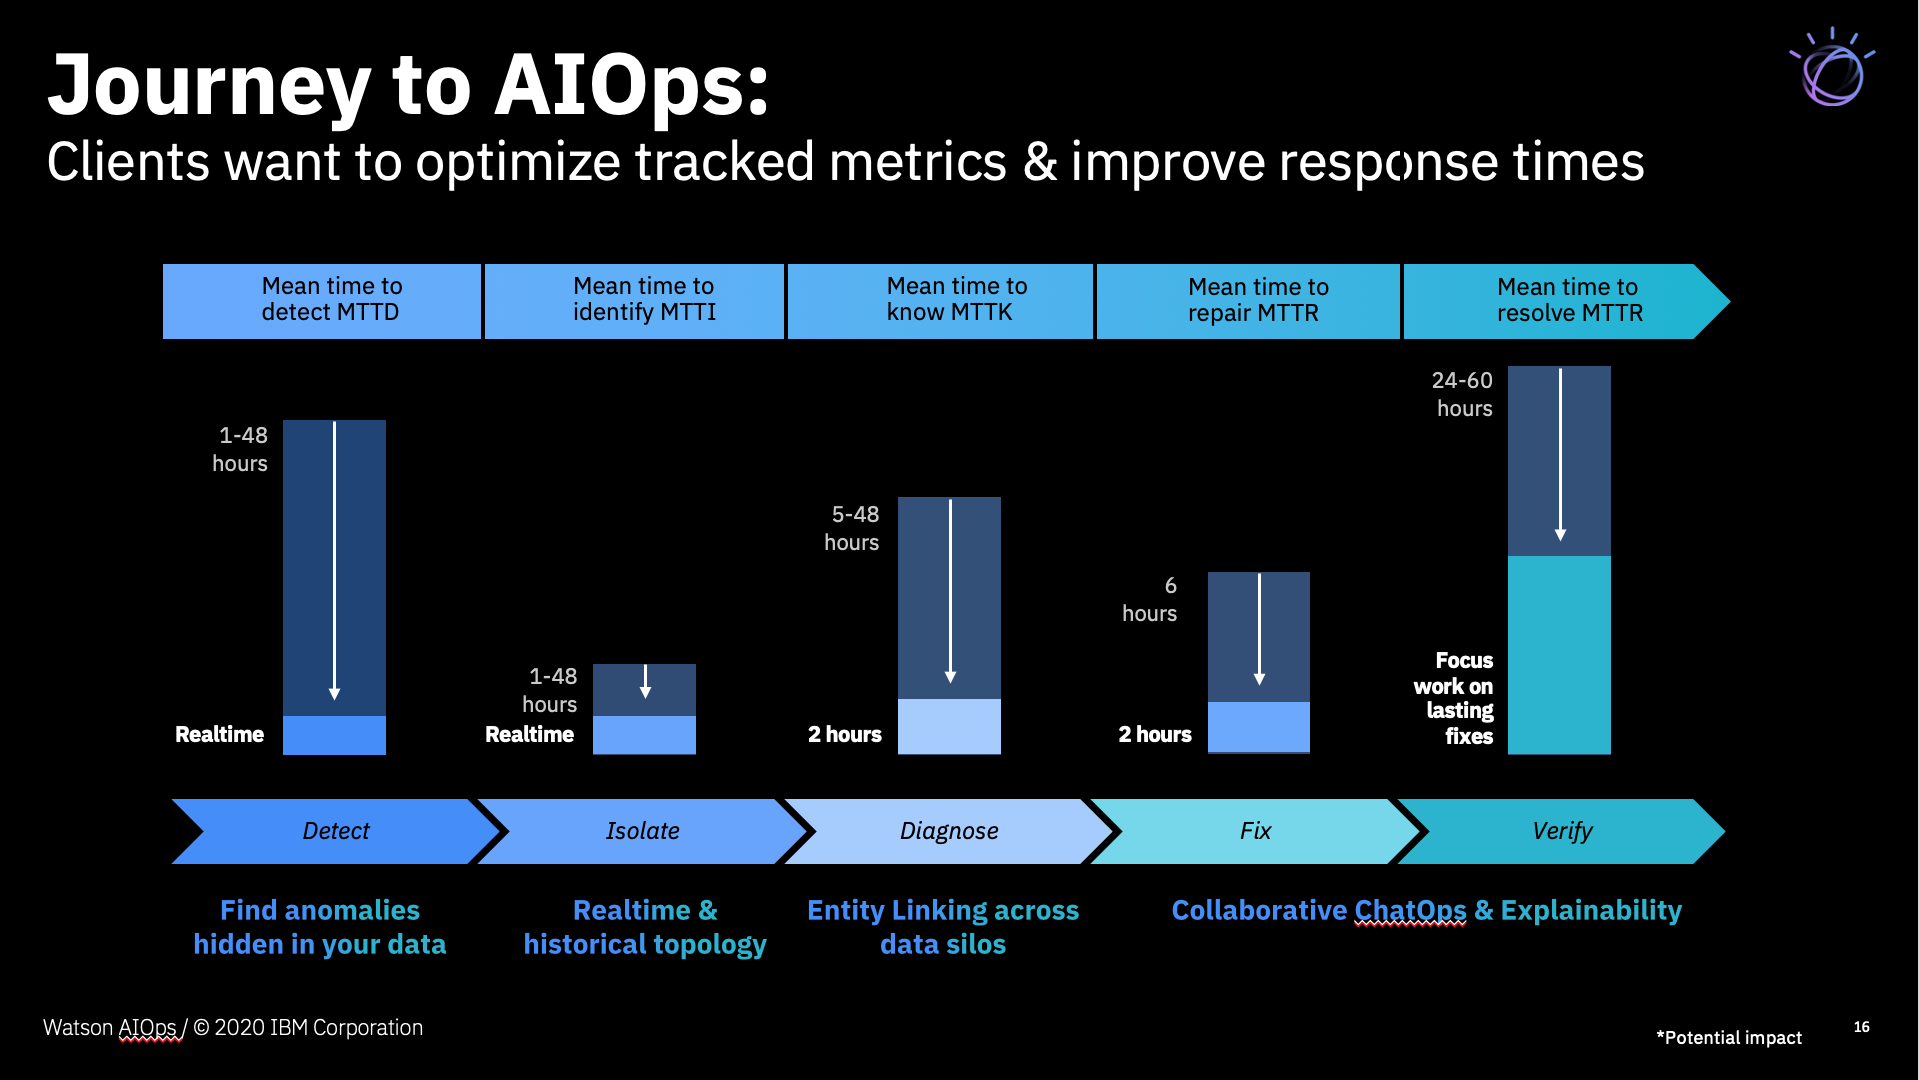 Journey to AIOps:
Clients want to optimize tracked metrics & improve response times
Mean time to
detect MTTD
Mean time to
identify MTTI
Mean time to
know MTTK
Mean time to
repair MTTR
Mean time to
resolve MTTR
1-48
hours
Realtime
1-48
hours
Realtime
5-48
hours
2 hours
6
hours
2 hours
24-60
hours
Focus
work on
lasting
fixes
Detect
Isolate
Diagnose
Fix
Verify
Find anomalies
hidden in your data
Realtime &
historical topology
Entity Linking across
data silos
Collaborative ChatOps & Explainability
Watson AIOps / © 2020 IBM Corporation
*Potential impact
16